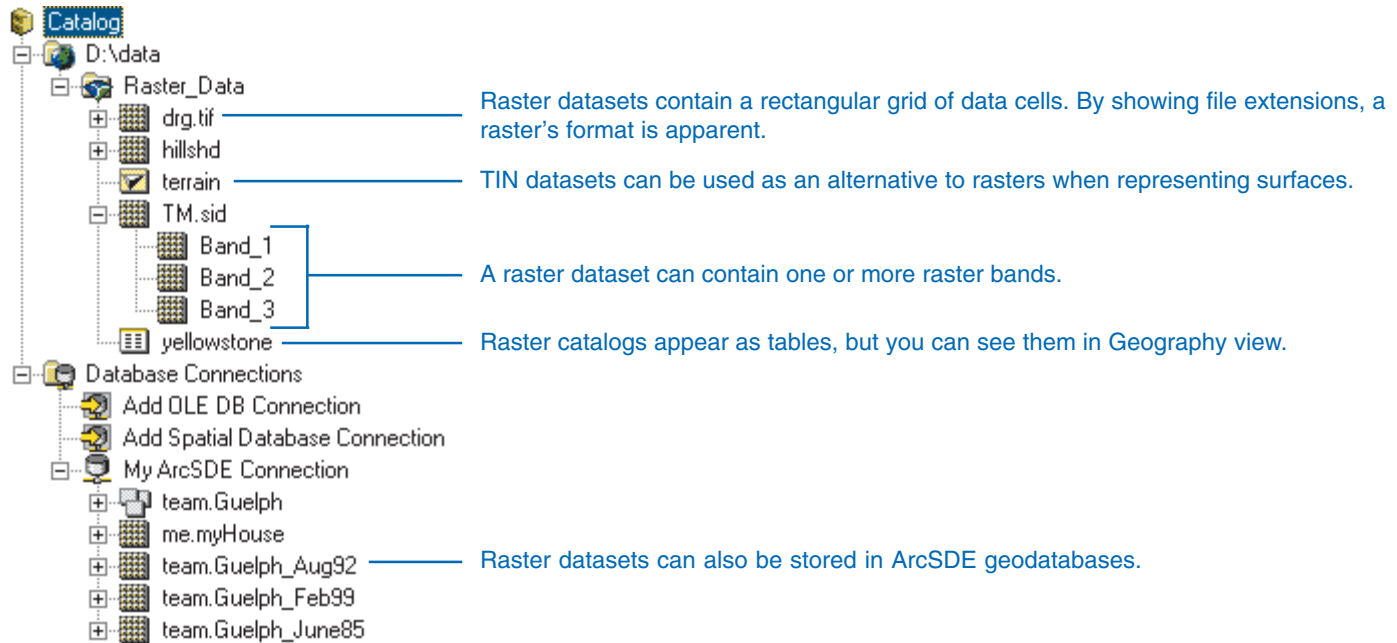 Catalog
D:\data
Raster_Data
drg.tif
Raster datasets contain a rectangular grid of data cells. By showing file extensions, a
raster's format is apparent.
hillshd
terrain
TIN datasets can be used as an alternative to rasters when representing surfaces.
TM.sid
Band_1
Band_2
A raster dataset can contain one or more raster bands.
Band_3
yellowstone
Raster catalogs appear as tables, but you can see them in Geography view.
Database Connections
Add OLE DB Connection
Add Spatial Database Connection
My ArcSDE Connection
team.Guelph
me.myHouse
team.Guelph_Aug92
Raster datasets can also be stored in ArcSDE geodatabases.
team.Guelph_Feb99
team.Guelph_June85